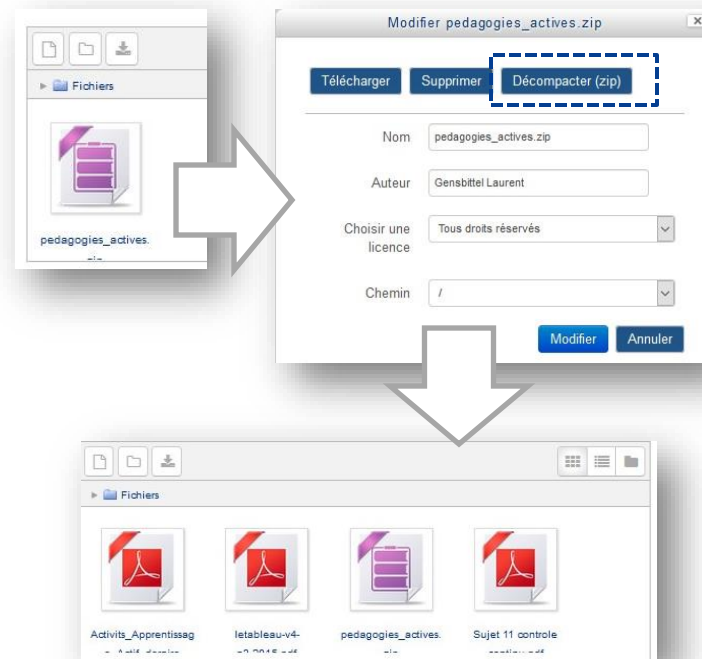 Fichiers
pedagogies_actives.
Modifier pedagogies_actives.zip
Télécharger Supprimer Décompacter (zip)
Nom pedagogies_actives.zip
Auteur Gensbittel Laurent
Choisir une Tous droits réservés
licence
Chemin /
Modifier Annuler
Fichiers
Activits_Apprentissag letableau-v4- pedagogies_actives. Sujet 11 controle